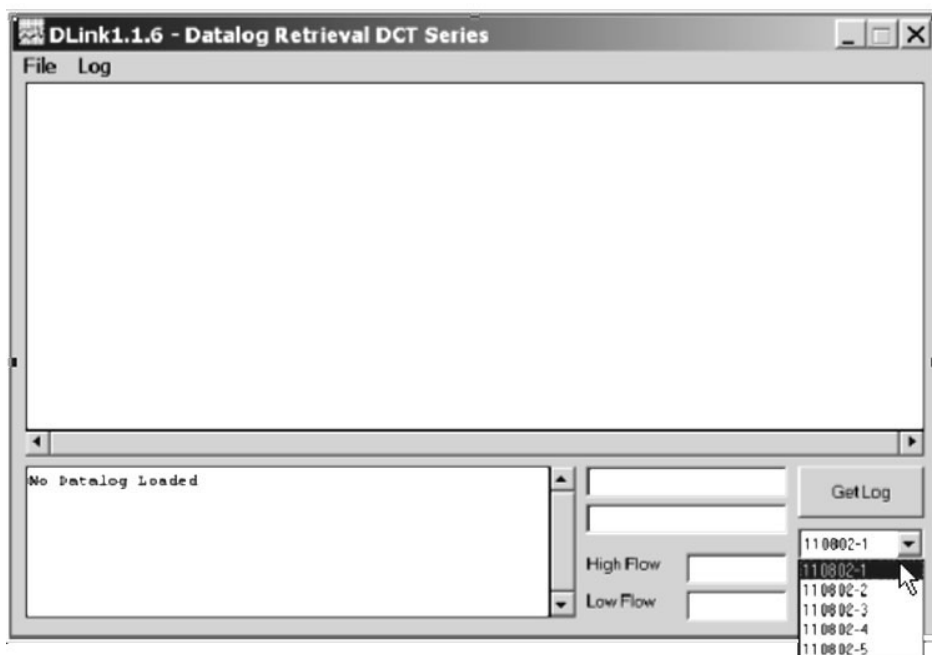 DLink1.1.6 - Datalog Retrieval DCT Series
File Log
No Datalog Loaded
Get Log
110802-1
High Flow
Low Flow
110802-1
110802-2
110802-3
110802-4
110802-5